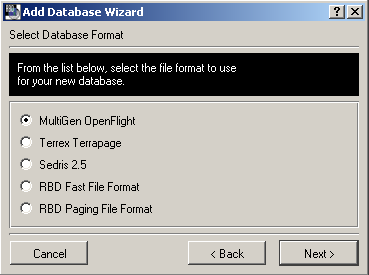 Add Database Wizard
Select Database Format
From the list below, select the file format to use
for your new database.
MultiGen OpenFlight
Terrex Terrapage
Sedris 2.5
RBD Fast File Format
RBD Paging File Format
Cancel
< Back
Next >